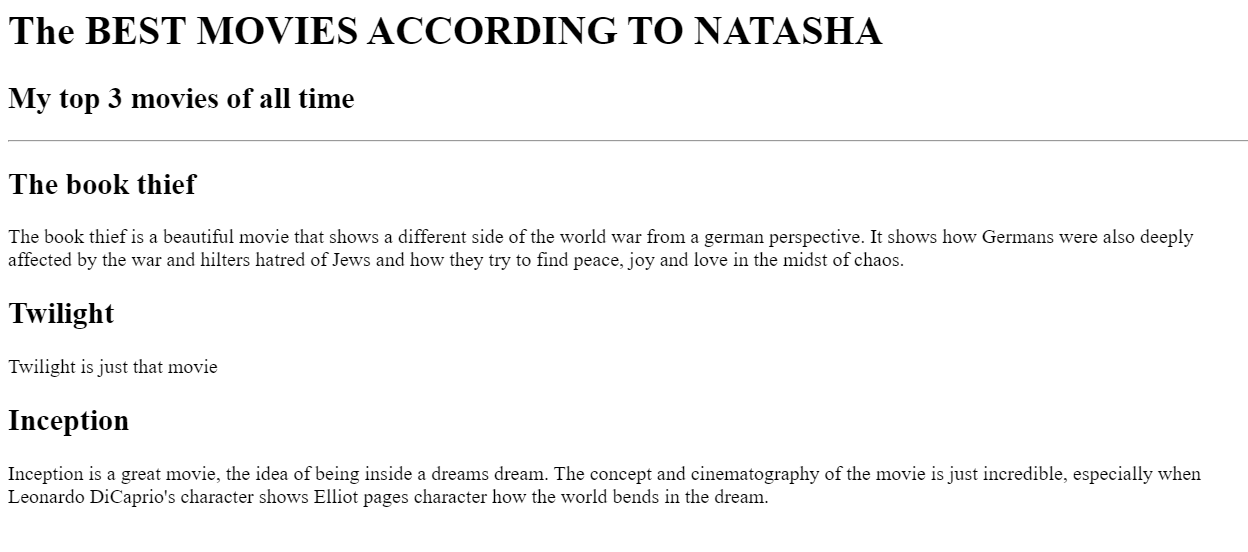 The BEST MOVIES ACCORDING TO NATASHA
My top 3 movies of all time
The book thief
The book thief is a beautiful movie that shows a different side of the world war from a german perspective. It shows how Germans were also deeply
affected by the war and hilters hatred of Jews and how they try to find peace, joy and love in the midst of chaos.
Twilight
Twilight is just that movie
Inception
Inception is a great movie, the idea of being inside a dreams dream. The concept and cinematography of the movie is just incredible, especially when
Leonardo DiCaprio's character shows Elliot pages character how the world bends in the dream.